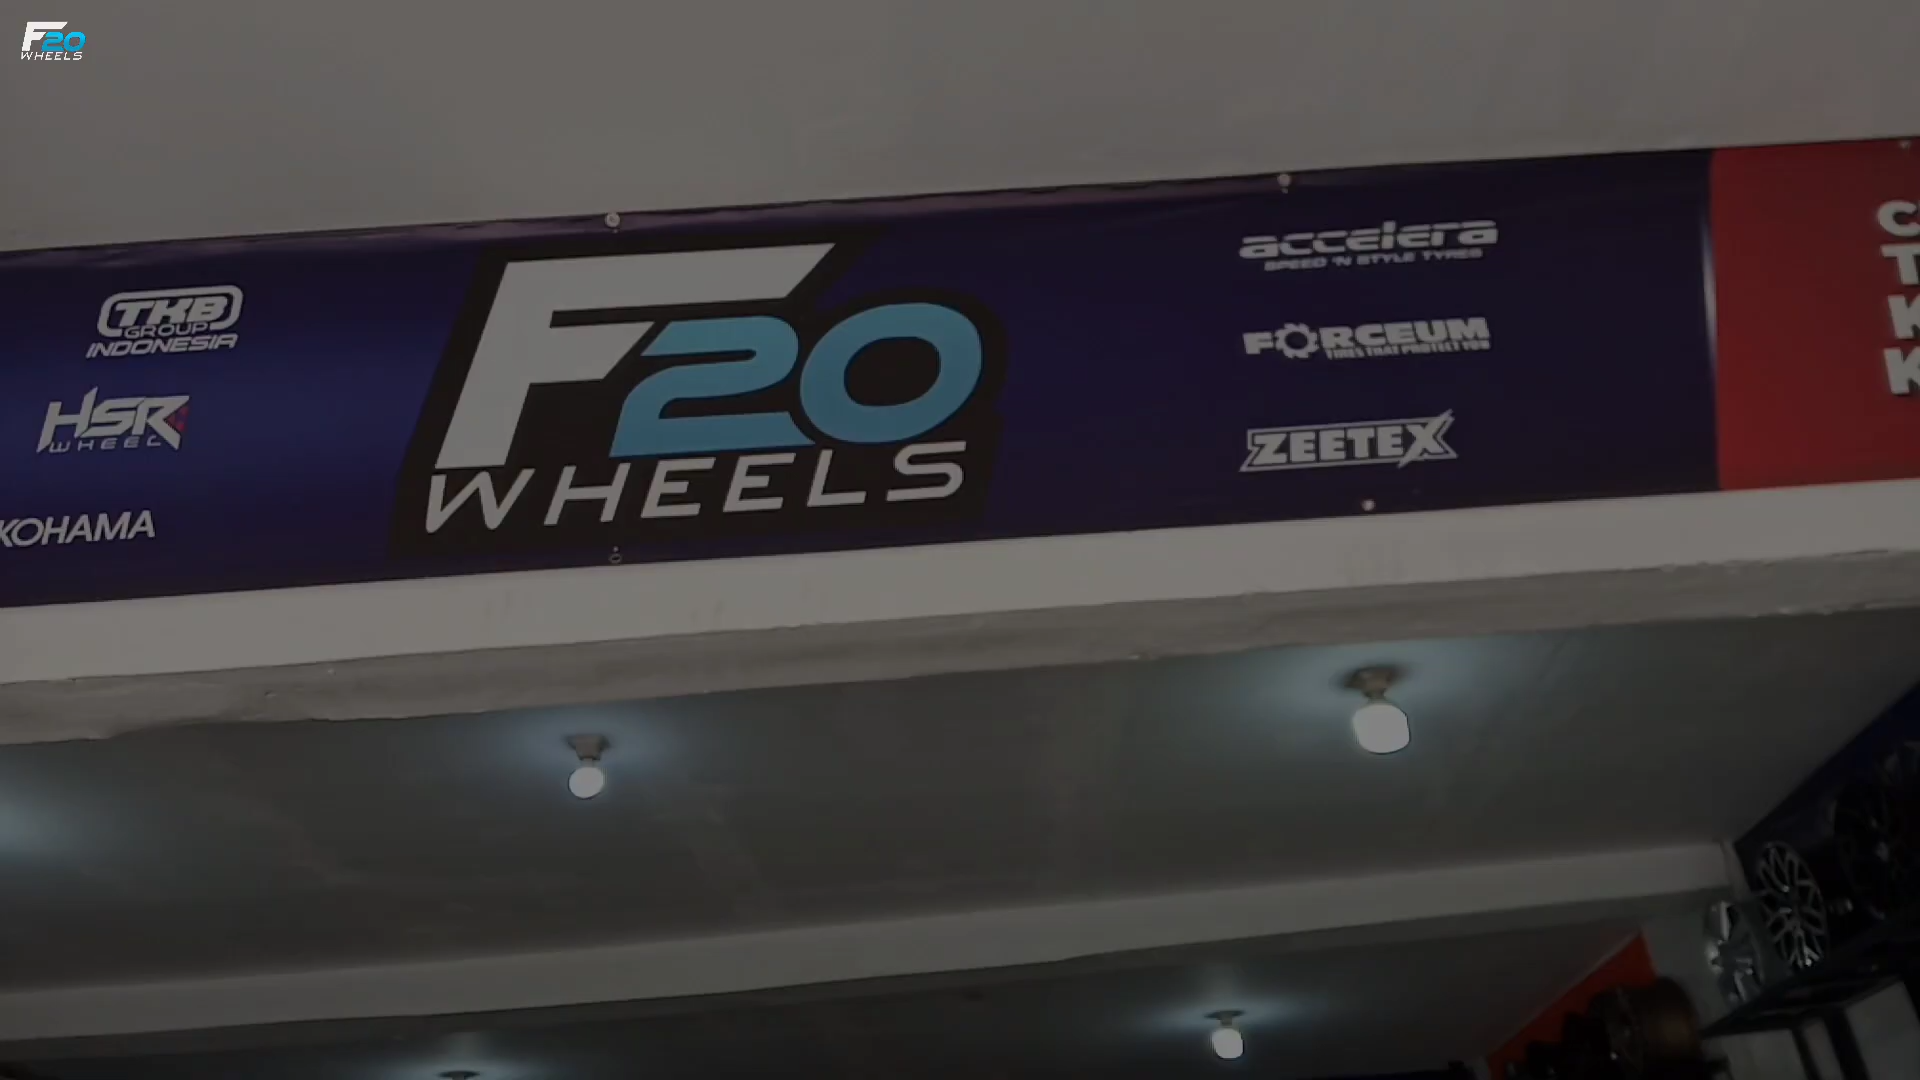 F20
WHEELS
TKB
GROUP
INDONESIA
HSR
WHEEL
F20
WHEELS
accelera
SPEED 'N STYLE TYRES
FORCEUM
TIRES THAT PROTECT YOU
ZEETEX